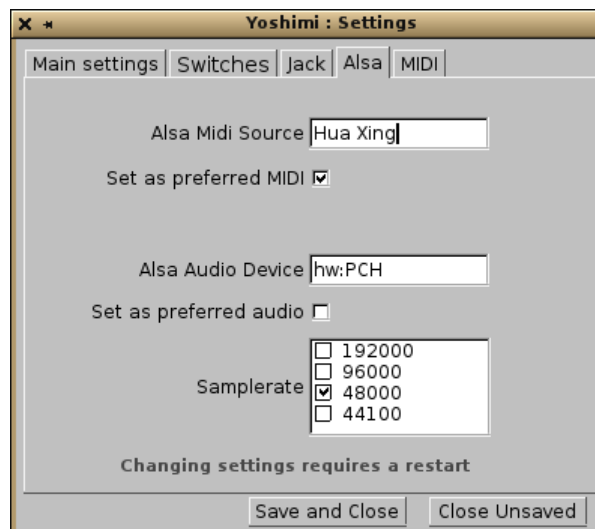 Yoshimi : Settings
Main settings Switches Jack Alsa MIDI
Alsa Midi Source Hua Xing
Set as preferred MIDI
Alsa Audio Device hw:PCH
Set as preferred audio
192000
96000
Samplerate 48000
44100
Changing settings requires a restart
Save and Close Close Unsaved